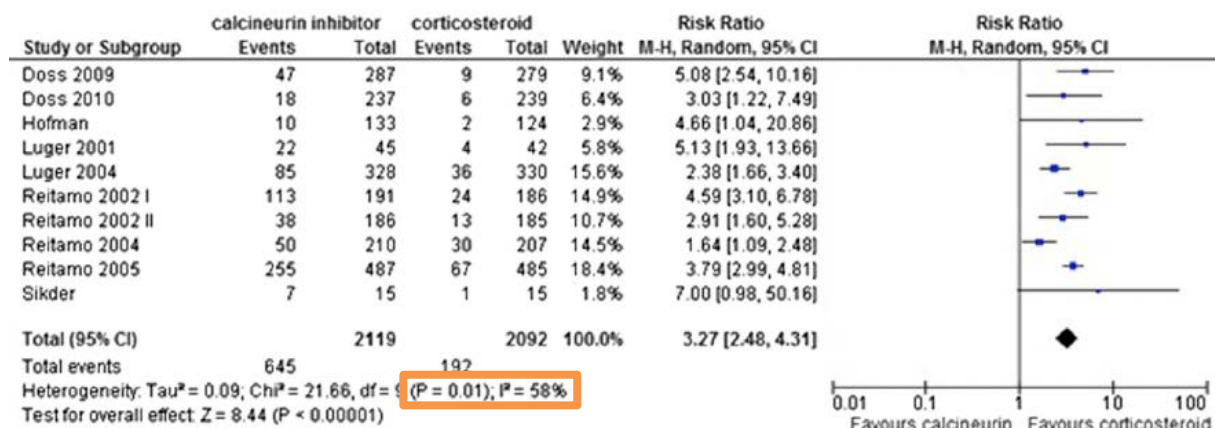 calcineurin inhibitor corticosteroid Risk Ratio Risk Ratio
Study or Subgroup Events Total Events Total Weight M-H, Random, 95% CI M-H, Random, 95% CI
Doss 2009 47 287 9 279 9.1% 5.08 [2.54, 10.16]
Doss 2010 18 237 6 239 6.4% 3.03 [1.22, 7.49]
Hofman 10 133 2 124 2.9% 4.66 [1.04, 20.86]
Luger 2001 22 45 4 42 5.8% 5.13 [1.93, 13.66]
Luger 2004 85 328 36 330 15.6% 2.38 [1.66, 3.40]
Reitamo 2002 I 113 191 24 186 14.9% 4.59 [3.10, 6.78]
Reitamo 2002 II 38 186 13 185 10.7% 2.91 [1.60, 5.28]
Reitamo 2004 50 210 30 207 14.5% 1.64 [1.09, 2.48]
Reitamo 2005 255 487 67 485 18.4% 3.79 [2.99, 4.81]
Sikder 7 15 1 15 1.8% 7.00 [0.98, 50.16]
Total (95% CI) 2119 2092 100.0% 3.27 [2.48, 4.31]
Total events 645 192
Heterogeneity: Tau² = 0.09; Chi² = 21.66, df = 9 (P = 0.01); I² = 58%
Test for overall effect: Z = 8.44 (P < 0.00001)
0.01 0.1 1 10 100
Favours calcineurin Favours corticosteroid